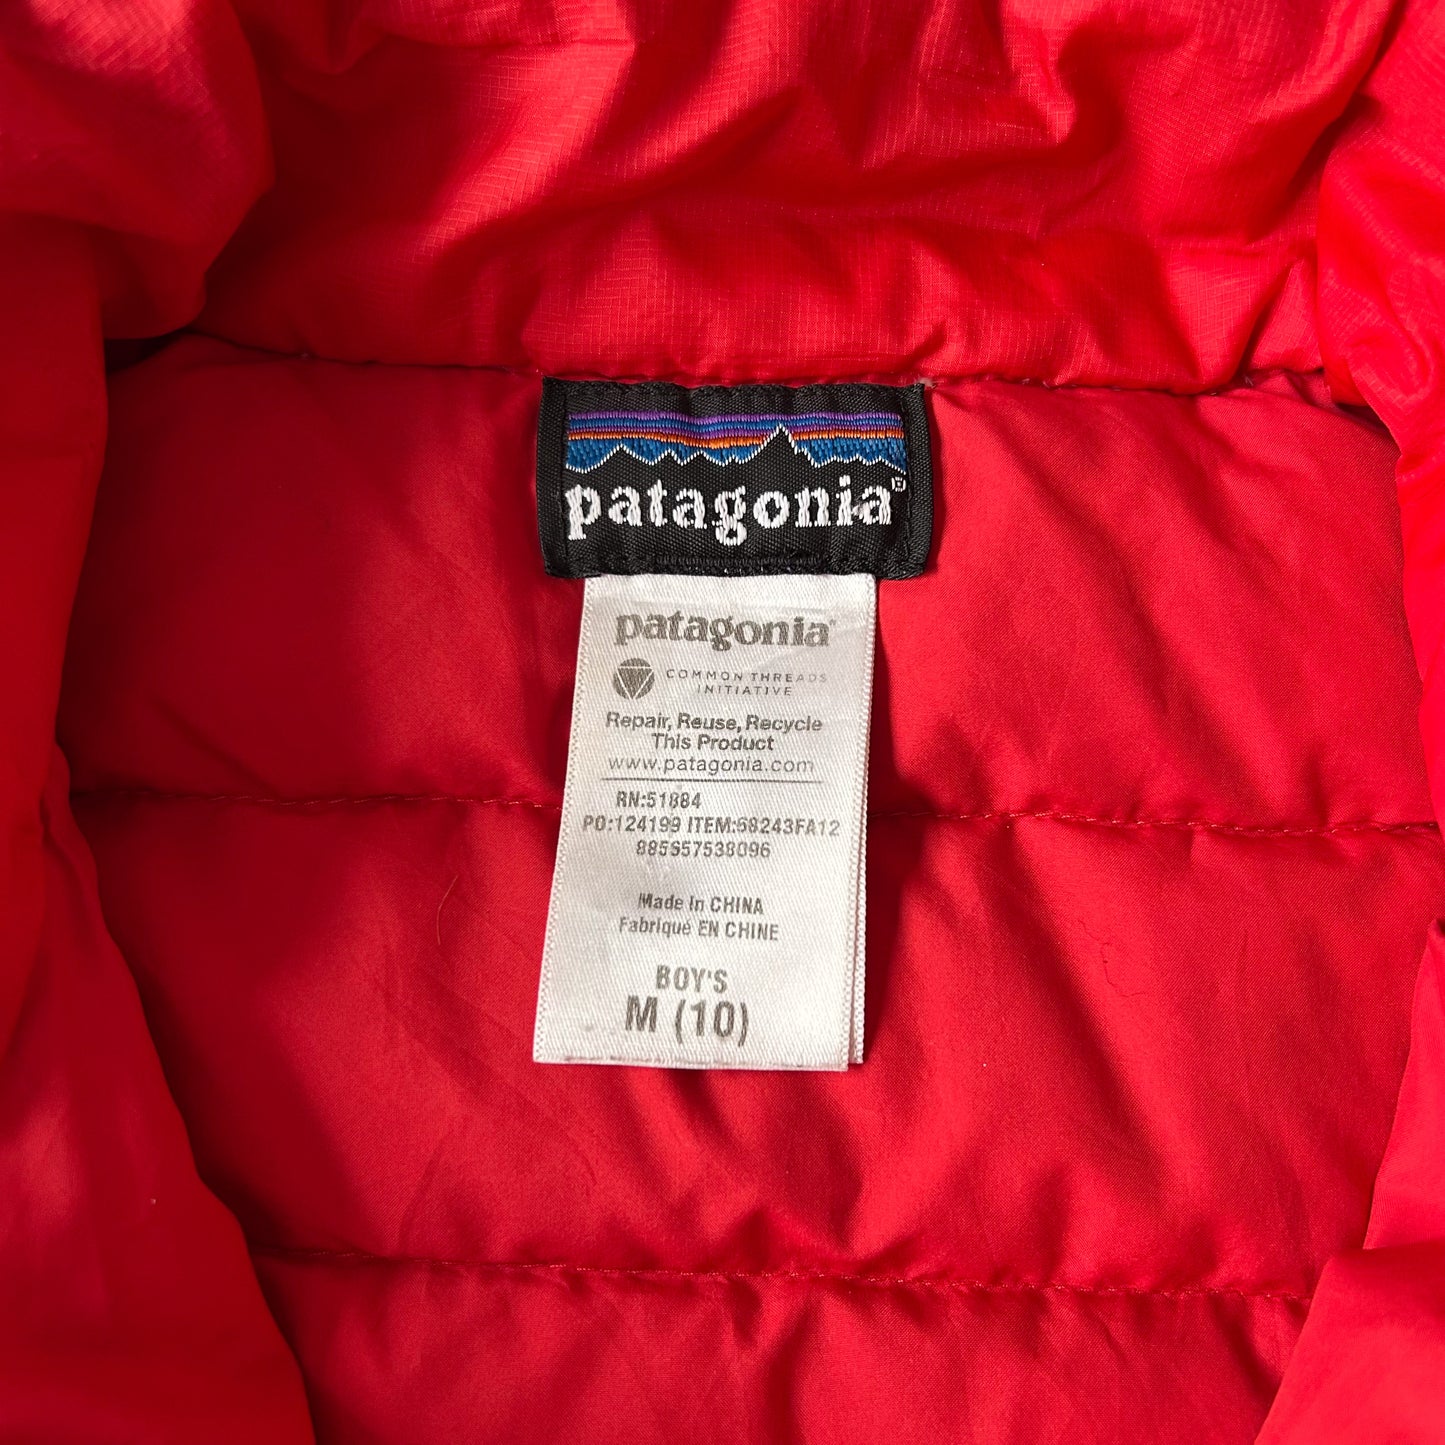 patagonia®
patagonia®
COMMON THREADS
INITIATIVE
Repair, Reuse, Recycle
This Product
www.patagonia.com
RN:51884
PO:124199 ITEM:68243FA12
885S57538096
Made in CHINA
Fabriqué EN CHINE
BOY'S
M (10)